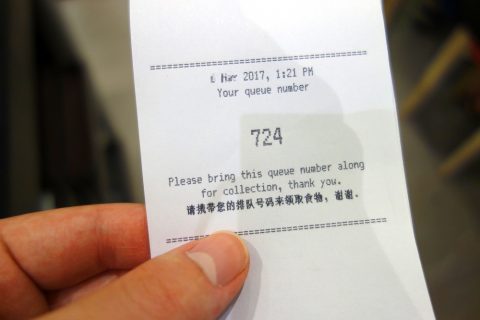 ==============================
Mar 2017, 1:21 PM
Your queue number
724
Please bring this queue number along
for collection, thank you.
请携带您的排队号码来领取食物，谢谢．
==============================